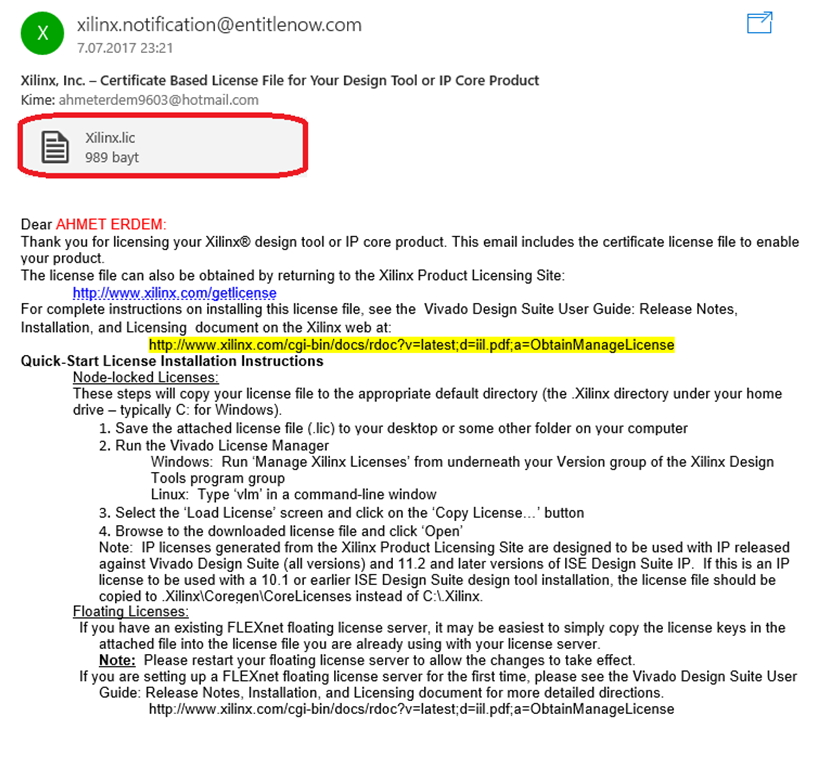 X
xilinx.notification@entitlenow.com
7.07.2017 23:21
Xilinx, Inc. – Certificate Based License File for Your Design Tool or IP Core Product
Kime: ahmeterdem9603@hotmail.com
Xilinx.lic
989 bayt
Dear AHMET ERDEM:
Thank you for licensing your Xilinx® design tool or IP core product. This email includes the certificate license file to enable
your product.
The license file can also be obtained by returning to the Xilinx Product Licensing Site:
http://www.xilinx.com/getlicense
For complete instructions on installing this license file, see the  Vivado Design Suite User Guide: Release Notes,
Installation, and Licensing  document on the Xilinx web at:
http://www.xilinx.com/cgi-bin/docs/rdoc?v=latest;d=iil.pdf;a=ObtainManageLicense
Quick-Start License Installation Instructions
Node-locked Licenses:
These steps will copy your license file to the appropriate default directory (the .Xilinx directory under your home
drive – typically C: for Windows).
1. Save the attached license file (.lic) to your desktop or some other folder on your computer
2. Run the Vivado License Manager
Windows:  Run ‘Manage Xilinx Licenses’ from underneath your Version group of the Xilinx Design
Tools program group
Linux:  Type ‘vlm’ in a command-line window
3. Select the ‘Load License’ screen and click on the ‘Copy License…’ button
4. Browse to the downloaded license file and click ‘Open’
Note:  IP licenses generated from the Xilinx Product Licensing Site are designed to be used with IP released
against Vivado Design Suite (all versions) and 11.2 and later versions of ISE Design Suite IP.  If this is an IP
license to be used with a 10.1 or earlier ISE Design Suite design tool installation, the license file should be
copied to .Xilinx\Coregen\CoreLicenses instead of C:\.Xilinx.
Floating Licenses:
If you have an existing FLEXnet floating license server, it may be easiest to simply copy the license keys in the
attached file into the license file you are already using with your license server.
Note:  Please restart your floating license server to allow the changes to take effect.
If you are setting up a FLEXnet floating license server for the first time, please see the Vivado Design Suite User
Guide: Release Notes, Installation, and Licensing document for more detailed directions.
http://www.xilinx.com/cgi-bin/docs/rdoc?v=latest;d=iil.pdf;a=ObtainManageLicense